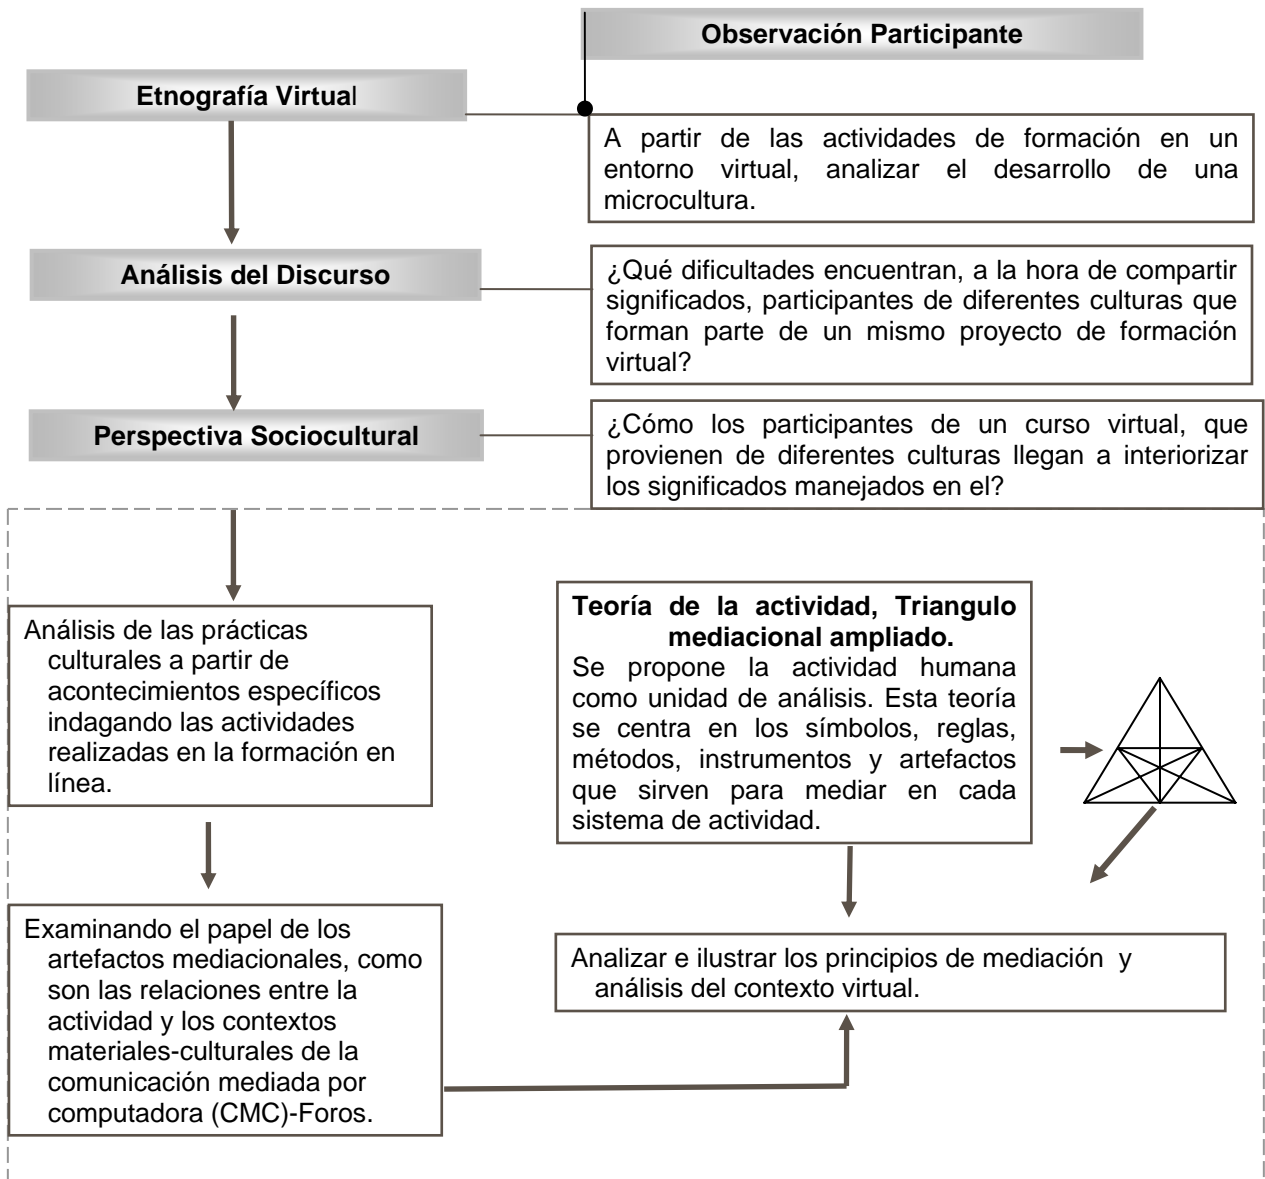 Observación Participante
Etnografía Virtual
A partir de las actividades de formación en un
entorno virtual, analizar el desarrollo de una
microcultura.
Análisis del Discurso
¿Qué dificultades encuentran, a la hora de compartir
significados, participantes de diferentes culturas que
forman parte de un mismo proyecto de formación
virtual?
Perspectiva Sociocultural
¿Cómo los participantes de un curso virtual, que
provienen de diferentes culturas llegan a interiorizar
los significados manejados en el?
Análisis de las prácticas
culturales a partir de
acontecimientos específicos
indagando las actividades
realizadas en la formación en
línea.
Teoría de la actividad, Triangulo
mediacional ampliado.
Se propone la actividad humana
como unidad de análisis. Esta teoría
se centra en los símbolos, reglas,
métodos, instrumentos y artefactos
que sirven para mediar en cada
sistema de actividad.
Examinando el papel de los
artefactos mediacionales, como
son las relaciones entre la
actividad y los contextos
materiales-culturales de la
comunicación mediada por
computadora (CMC)-Foros.
Analizar e ilustrar los principios de mediación y
análisis del contexto virtual.